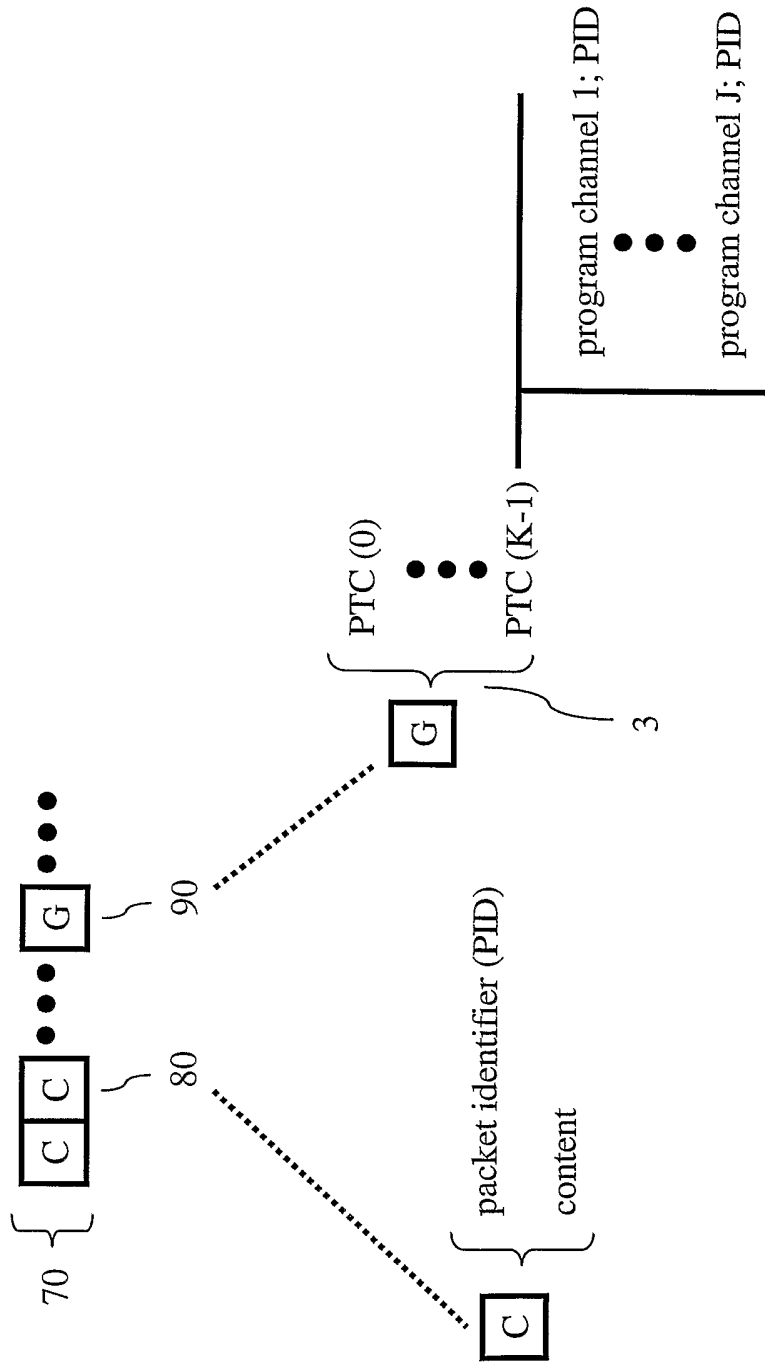 70
C C ●●● G ●●●
80
90
C
packet identifier (PID)
content
G
3
PTC (0)
PTC (K-1)
program channel 1; PID
program channel J; PID